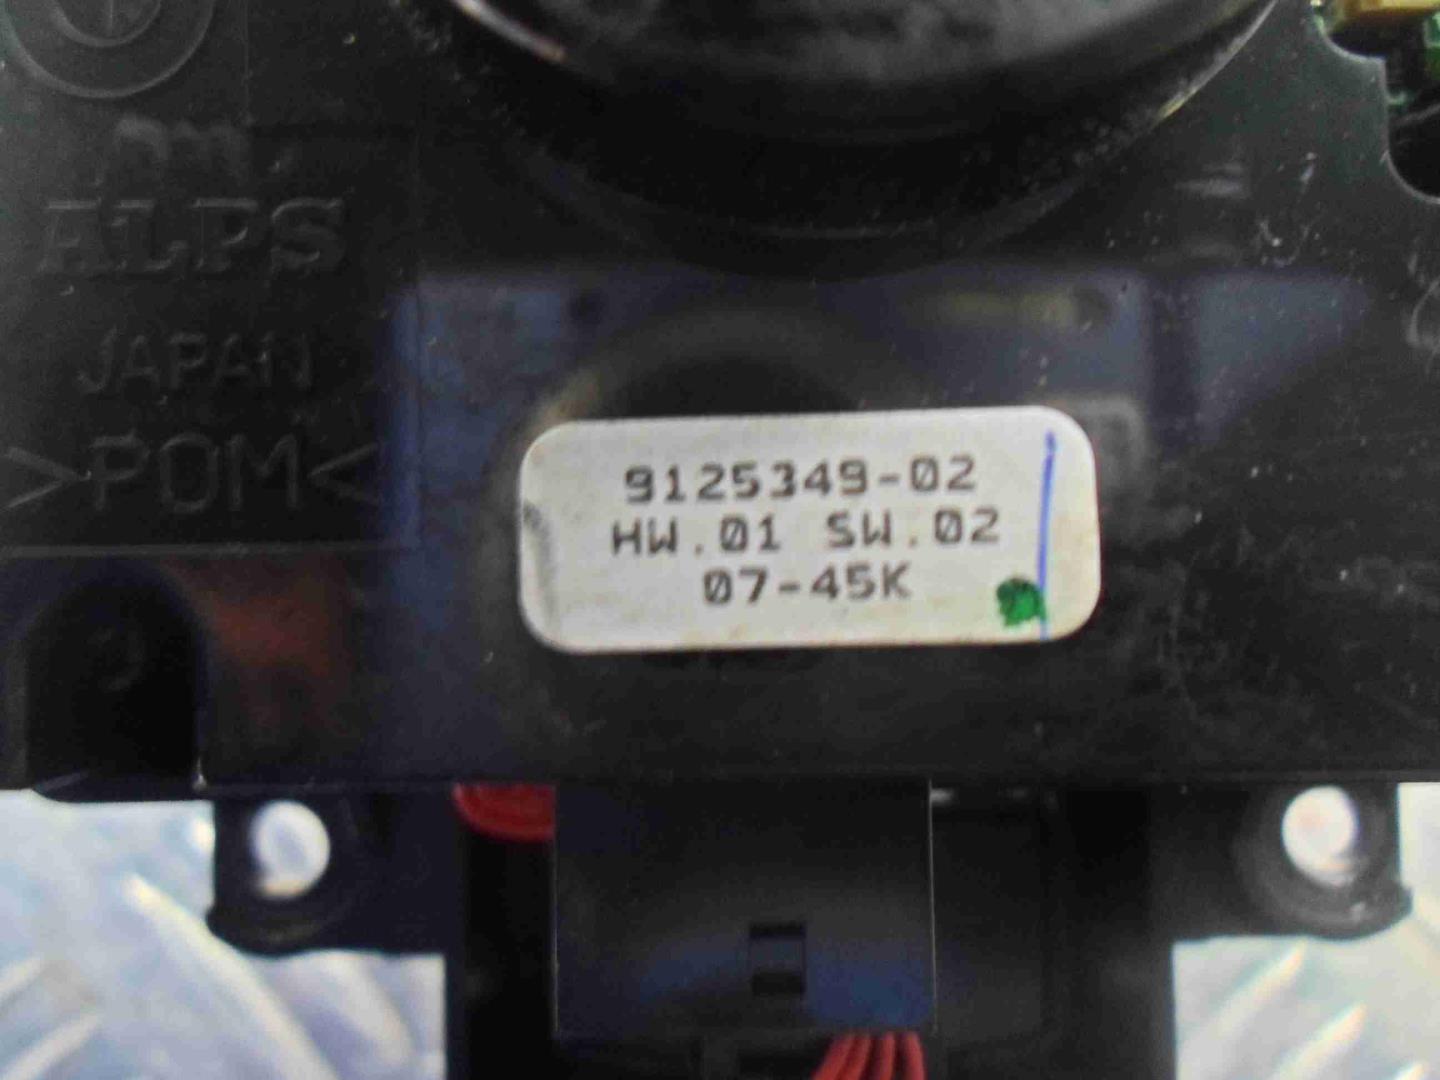 ALPS
JAPAN
>POM<
9125349-02
HW.01 SW.02
07-45K